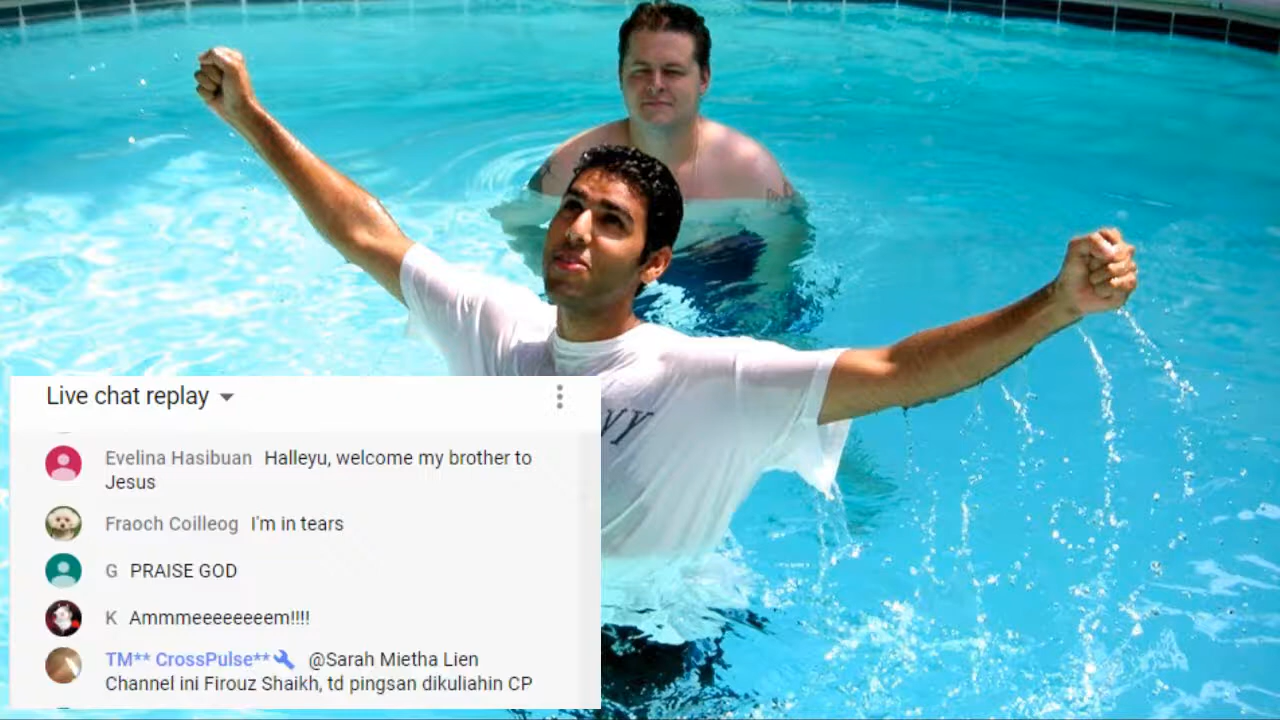 Live chat replay
Evelina Hasibuan Halleyu, welcome my brother to
Jesus
Fraoch Coilleog I'm in tears
G PRAISE GOD
K Ammmeeeeeeeem!!!!
TM** CrossPulse** @Sarah Mietha Lien
Channel ini Firouz Shaikh, td pingsan dikuliahin CP